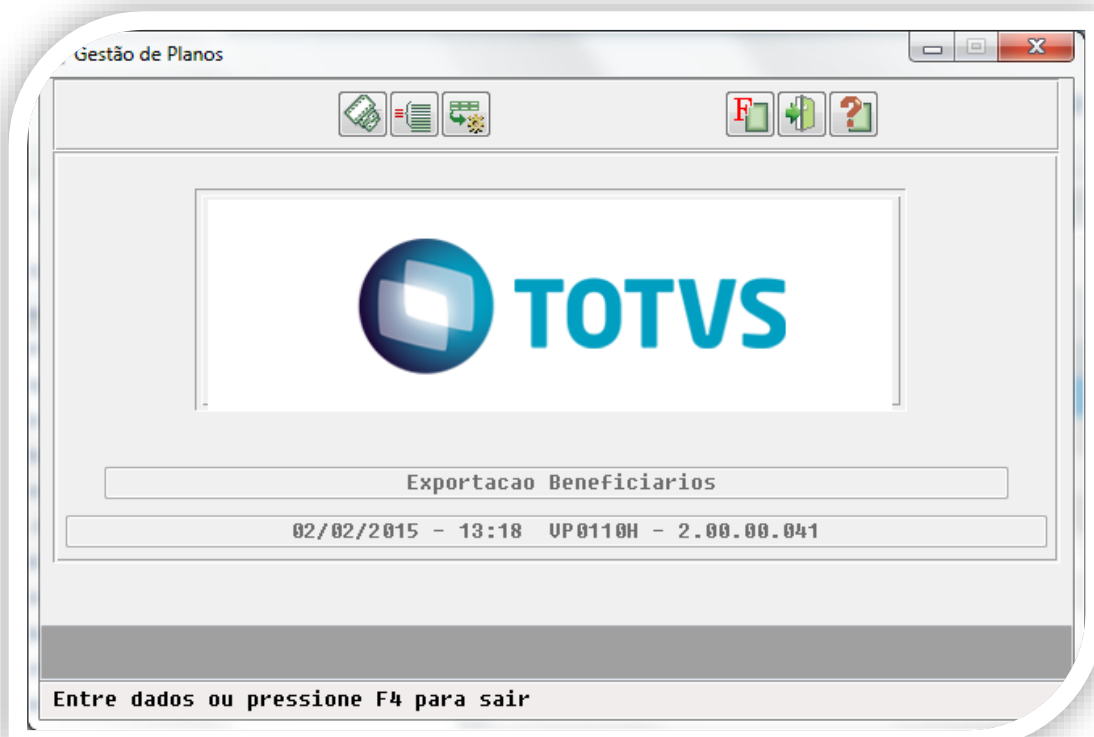 Gestão de Planos
F
TOTVS
Exportacao Beneficiarios
02/02/2015 - 13:18 VP0110H - 2.00.00.041
Entre dados ou pressione F4 para sair